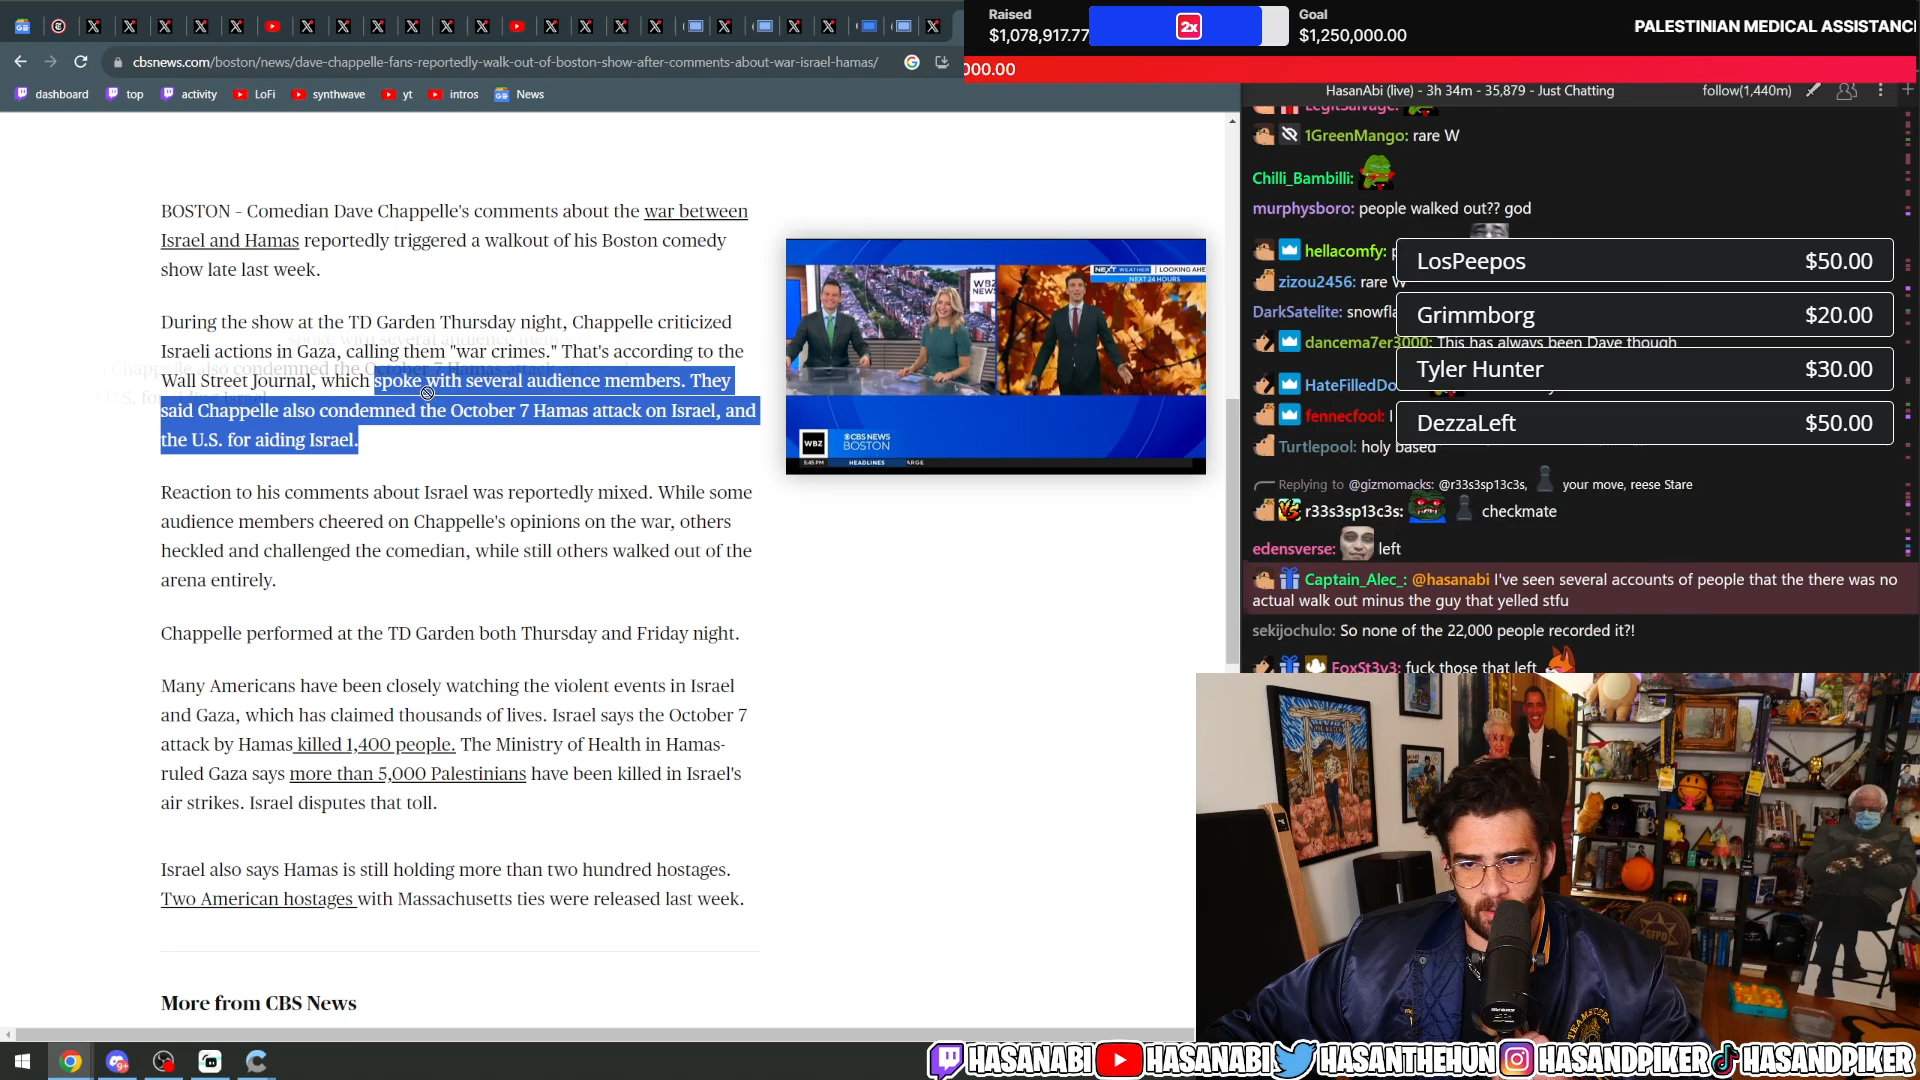 Raised
$1,078,917.77
2x
Goal
$1,250,000.00
PALESTINIAN MEDICAL ASSISTANC
cbsnews.com/boston/news/dave-chappelle-fans-reportedly-walk-out-of-boston-show-after-comments-about-war-israel-hamas/
000.00
dashboard
top
activity
LoFi
synthwave
yt
intros
News
HasanAbi (live) - 3h 34m - 35,879 - Just Chatting
follow(1,440m)
BOSTON - Comedian Dave Chappelle's comments about the war between
Israel and Hamas reportedly triggered a walkout of his Boston comedy
show late last week.
During the show at the TD Garden Thursday night, Chappelle criticized
Israeli actions in Gaza, calling them "war crimes." That's according to the
Wall Street Journal, which spoke with several audience members. They
said Chappelle also condemned the October 7 Hamas attack on Israel, and
the U.S. for aiding Israel.
Reaction to his comments about Israel was reportedly mixed. While some
audience members cheered on Chappelle's opinions on the war, others
heckled and challenged the comedian, while still others walked out of the
arena entirely.
Chappelle performed at the TD Garden both Thursday and Friday night.
Many Americans have been closely watching the violent events in Israel
and Gaza, which has claimed thousands of lives. Israel says the October 7
attack by Hamas killed 1,400 people. The Ministry of Health in Hamas-
ruled Gaza says more than 5,000 Palestinians have been killed in Israel's
air strikes. Israel disputes that toll.
Israel also says Hamas is still holding more than two hundred hostages.
Two American hostages with Massachusetts ties were released last week.
More from CBS News
NEXT WEATHER LOOKING AHE
NEXT 24 HOURS
WBZ
NEWS
WBZ
CBS NEWS
BOSTON
5:45 PM
HEADLINES
ARGE
LegitSalvage:
1GreenMango: rare W
Chilli_Bambilli:
murphysboro: people walked out?? god
hellacomfy:
zizou2456: rare W
DarkSatelite: snowfla
dancema7er3000: This has always been Dave though
HateFilledDo
fennecfool: I
Turtlepool: holy based
LosPeepos $50.00
Grimmborg $20.00
Tyler Hunter $30.00
DezzaLeft $50.00
Replying to @gizmomacks: @r33s3sp13c3s, your move, reese Stare
r33s3sp13c3s: checkmate
edensverse: left
Captain_Alec_: @hasanabi I've seen several accounts of people that the there was no
actual walk out minus the guy that yelled stfu
sekijochulo: So none of the 22,000 people recorded it?!
FoxSt3v3: fuck those that left
HASANABI HASANABI HASANTHEHUN HASANDPIKER HASANDPIKER